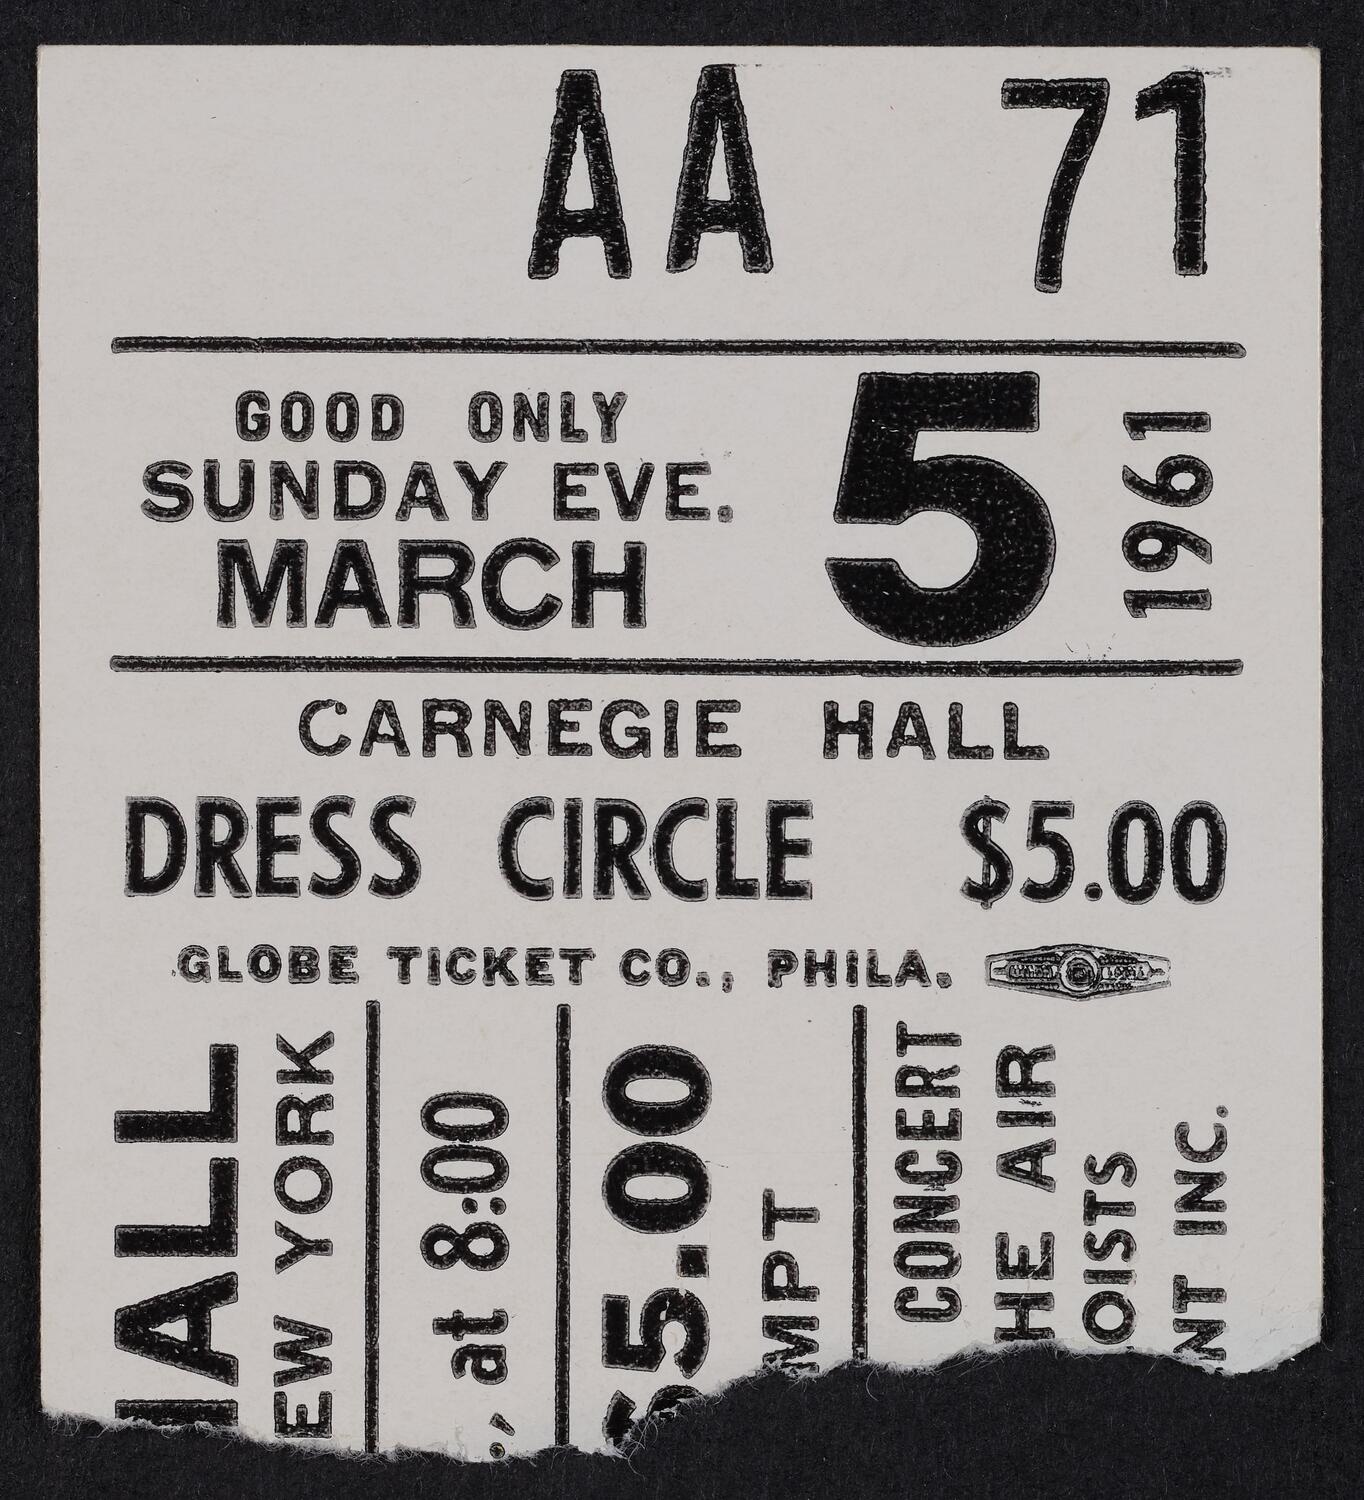 AA 71
GOOD ONLY
SUNDAY EVE.
MARCH 5 1961
CARNEGIE HALL
DRESS CIRCLE $5.00
GLOBE TICKET CO., PHILA.
HALL
EW YORK
., at 8:00
$5.00
MPT
CONCERT
HE AIR
OISTS
NT INC.